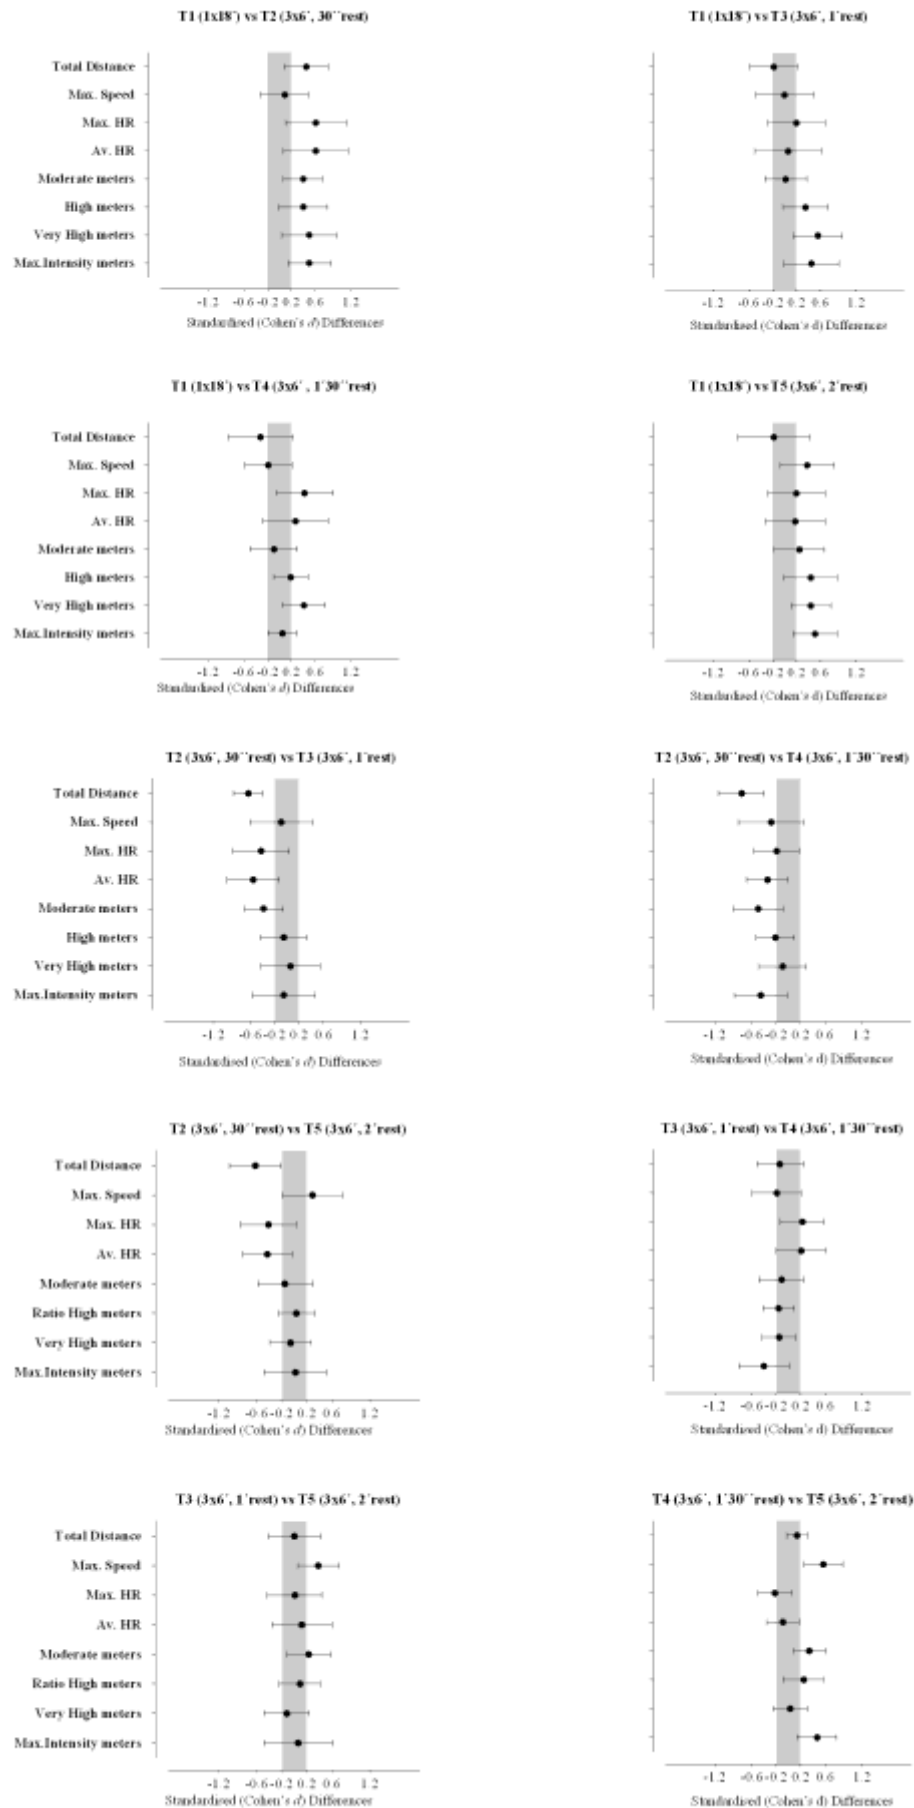 T1 (1x18´) vs T2 (3x6´, 30´´rest)
Total Distance
Max. Speed
Max. HR
Av. HR
Moderate meters
High meters
Very High meters
Max.Intensity meters
-1.2 -0.6 -0.2 0.2 0.6 1.2
Standardised (Cohen's d) Differences
T1 (1x18´) vs T3 (3x6´, 1´rest)
-1.2 -0.6 -0.2 0.2 0.6 1.2
Standardised (Cohen's d) Differences
T1 (1x18´) vs T4 (3x6´, 1´30´´rest)
Total Distance
Max. Speed
Max. HR
Av. HR
Moderate meters
High meters
Very High meters
Max.Intensity meters
-1.2 -0.6 -0.2 0.2 0.6 1.2
Standardised (Cohen's d) Differences
T1 (1x18´) vs T5 (3x6´, 2´rest)
-1.2 -0.6 -0.2 0.2 0.6 1.2
Standardised (Cohen's d) Differences
T2 (3x6´, 30´´rest) vs T3 (3x6´, 1´rest)
Total Distance
Max. Speed
Max. HR
Av. HR
Moderate meters
High meters
Very High meters
Max.Intensity meters
-1.2 -0.6 -0.2 0.2 0.6 1.2
Standardised (Cohen's d) Differences
T2 (3x6´, 30´´rest) vs T4 (3x6´, 1´30´´rest)
-1.2 -0.6 -0.2 0.2 0.6 1.2
Standardised (Cohen's d) Differences
T2 (3x6´, 30´´rest) vs T5 (3x6´, 2´rest)
Total Distance
Max. Speed
Max. HR
Av. HR
Moderate meters
Ratio High meters
Very High meters
Max.Intensity meters
-1.2 -0.6 -0.2 0.2 0.6 1.2
Standardised (Cohen's d) Differences
T3 (3x6´, 1´rest) vs T4 (3x6´, 1´30´´rest)
-1.2 -0.6 -0.2 0.2 0.6 1.2
Standardised (Cohen's d) Differences
T3 (3x6´, 1´rest) vs T5 (3x6´, 2´rest)
Total Distance
Max. Speed
Max. HR
Av. HR
Moderate meters
Ratio High meters
Very High meters
Max.Intensity meters
-1.2 -0.6 -0.2 0.2 0.6 1.2
Standardised (Cohen's d) Differences
T4 (3x6´, 1´30´´rest) vs T5 (3x6´, 2´rest)
-1.2 -0.6 -0.2 0.2 0.6 1.2
Standardised (Cohen's d) Differences